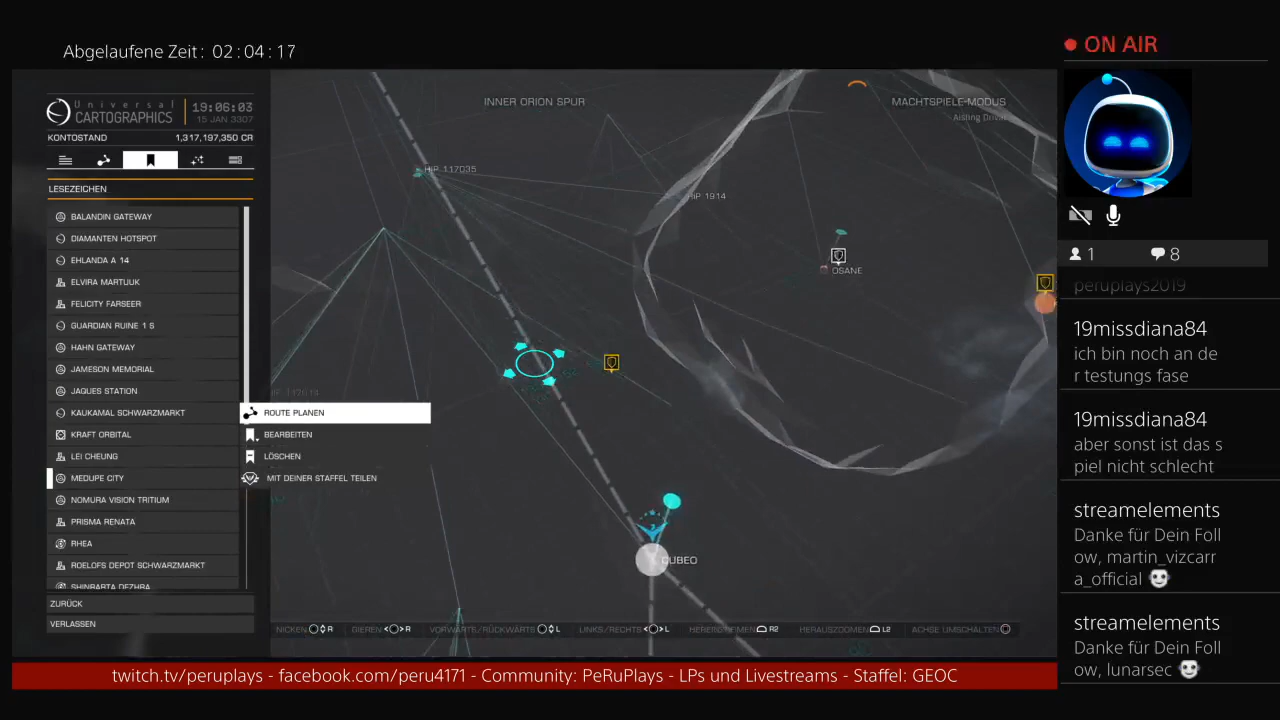 Abgelaufene Zeit: 02:04:17
ON AIR
Universal
CARTOGRAPHICS
19:06:03
15 JAN 3307
KONTOSTAND 1,317,197,350 CR
LESEZEICHEN
BALANDIN GATEWAY
DIAMANTEN HOTSPOT
EHLANDA A 14
ELVIRA MARTUUK
FELICITY FARSEER
GUARDIAN RUINE 1 S
HAHN GATEWAY
JAMESON MEMORIAL
JAQUES STATION
KAUKAMAL SCHWARZMARKT
KRAFT ORBITAL
LEI CHEUNG
MEDUPE CITY
NOMURA VISION TRITIUM
PRISMA RENATA
RHEA
ROELOFS DEPOT SCHWARZMARKT
SHINRARTA DEZHRA
ZURÜCK
VERLASSEN
ROUTE PLANEN
BEARBEITEN
LÖSCHEN
MIT DEINER STAFFEL TEILEN
INNER ORION SPUR
MACHTSPIELE-MODUS
HIP 117035
HIP 1914
OSANE
CUBEO
NICKEN R
GIEREN R
VORWÄRTS/RÜCKWÄRTS L
LINKS/RECHTS L
R2
HERAUSZOOMEN L2
ACHSE UMSCHALTEN
1
8
peruplays2019
19missdiana84
ich bin noch an de
r testungs fase
19missdiana84
aber sonst ist das s
piel nicht schlecht
streamelements
Danke für Dein Foll
ow, martin_vizcarr
a_official
streamelements
Danke für Dein Foll
ow, lunarsec
twitch.tv/peruplays - facebook.com/peru4171 - Community: PeRuPlays - LPs und Livestreams - Staffel: GEOC